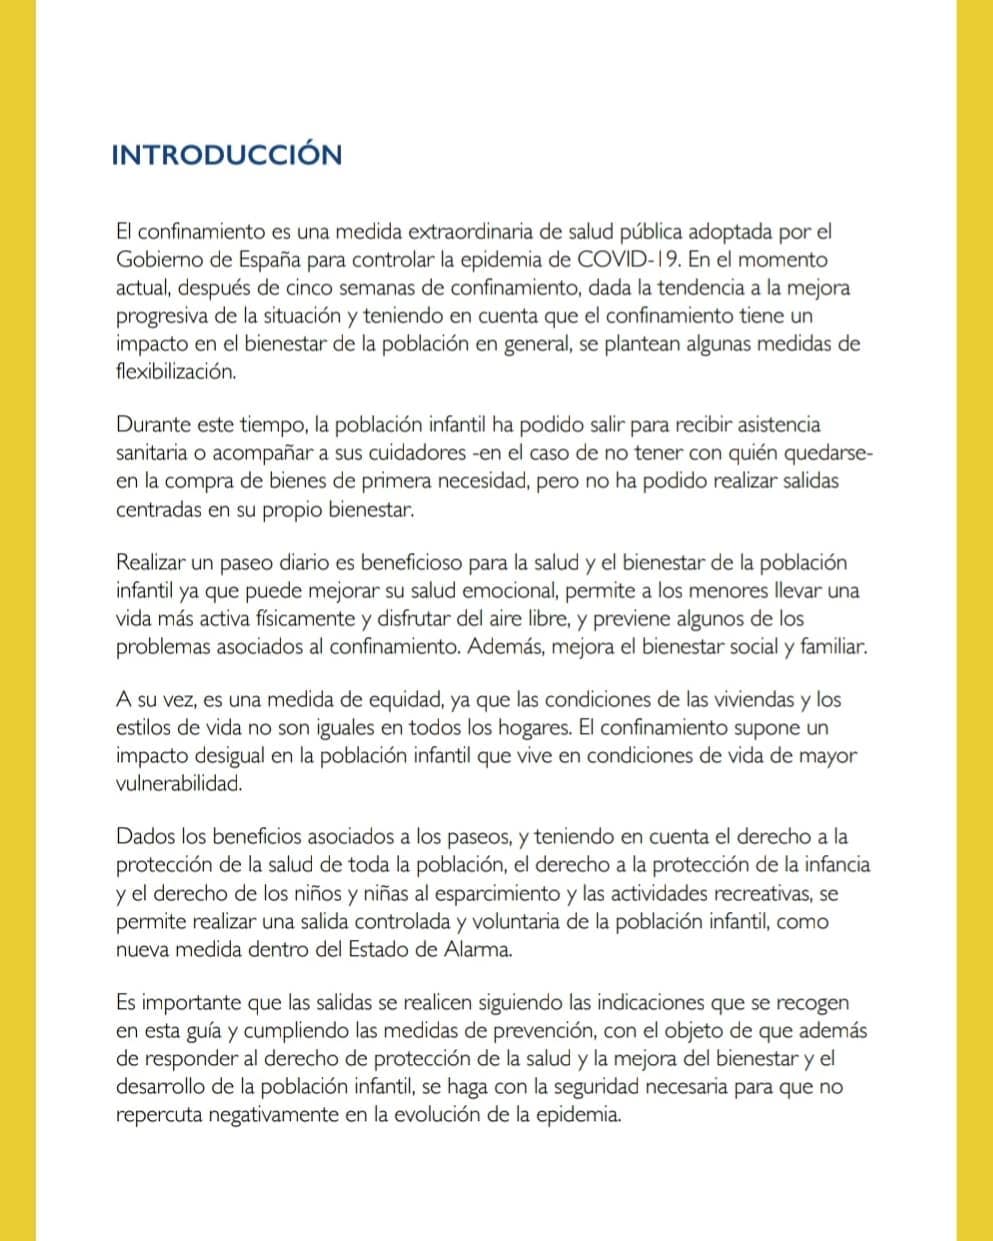 INTRODUCCIÓN
El confinamiento es una medida extraordinaria de salud pública adoptada por el
Gobierno de España para controlar la epidemia de COVID-19. En el momento
actual, después de cinco semanas de confinamiento, dada la tendencia a la mejora
progresiva de la situación y teniendo en cuenta que el confinamiento tiene un
impacto en el bienestar de la población en general, se plantean algunas medidas de
flexibilización.
Durante este tiempo, la población infantil ha podido salir para recibir asistencia
sanitaria o acompañar a sus cuidadores -en el caso de no tener con quién quedarse-
en la compra de bienes de primera necesidad, pero no ha podido realizar salidas
centradas en su propio bienestar.
Realizar un paseo diario es beneficioso para la salud y el bienestar de la población
infantil ya que puede mejorar su salud emocional, permite a los menores llevar una
vida más activa físicamente y disfrutar del aire libre, y previene algunos de los
problemas asociados al confinamiento. Además, mejora el bienestar social y familiar.
A su vez, es una medida de equidad, ya que las condiciones de las viviendas y los
estilos de vida no son iguales en todos los hogares. El confinamiento supone un
impacto desigual en la población infantil que vive en condiciones de vida de mayor
vulnerabilidad.
Dados los beneficios asociados a los paseos, y teniendo en cuenta el derecho a la
protección de la salud de toda la población, el derecho a la protección de la infancia
y el derecho de los niños y niñas al esparcimiento y las actividades recreativas, se
permite realizar una salida controlada y voluntaria de la población infantil, como
nueva medida dentro del Estado de Alarma.
Es importante que las salidas se realicen siguiendo las indicaciones que se recogen
en esta guía y cumpliendo las medidas de prevención, con el objeto de que además
de responder al derecho de protección de la salud y la mejora del bienestar y el
desarrollo de la población infantil, se haga con la seguridad necesaria para que no
repercuta negativamente en la evolución de la epidemia.